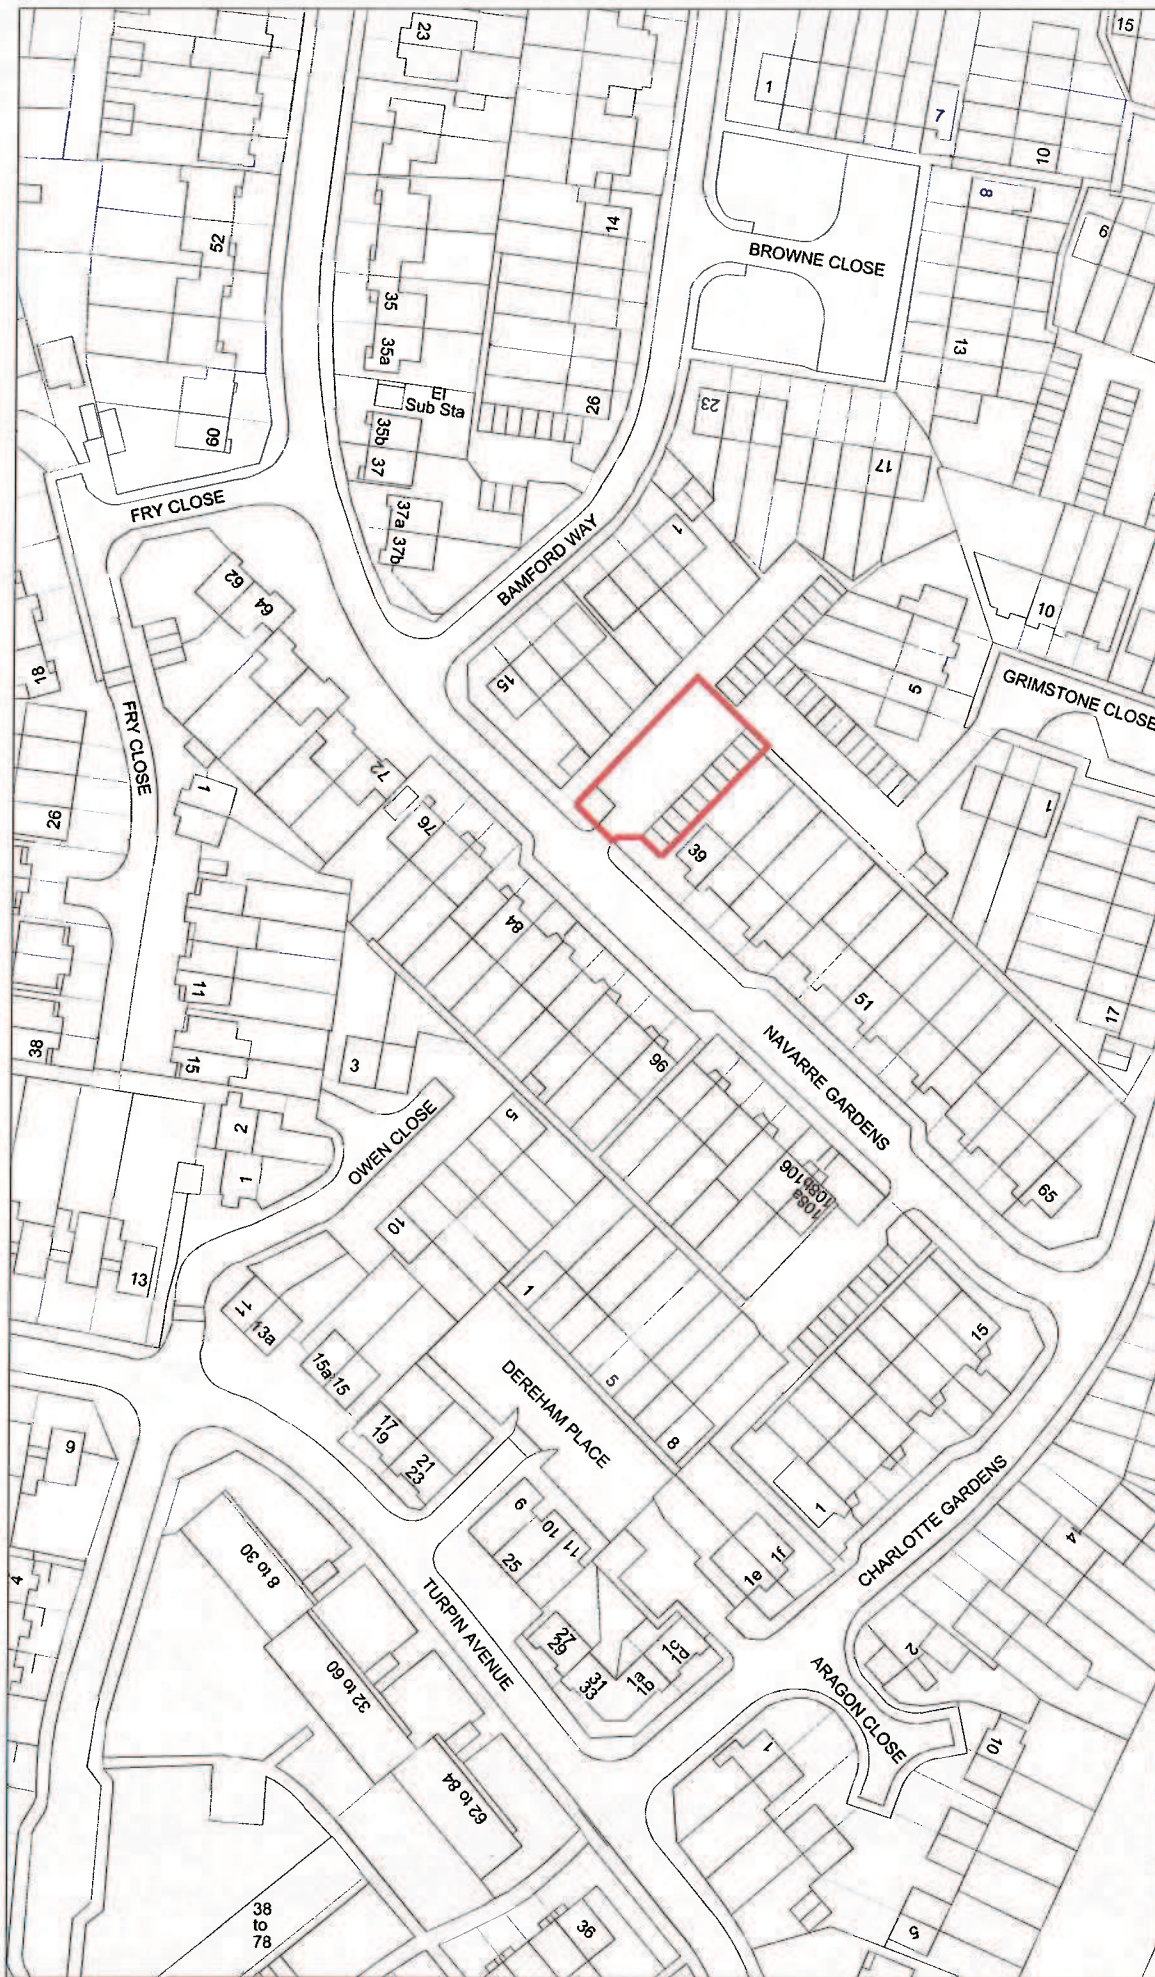 15
23
1
7
10
8
6
14
52
BROWNE CLOSE
35
35a
13
El
Sub Sta
26
23
35b
37
60
17
FRY CLOSE
37a
37b
1
BAMFORD WAY
62
64
10
18
15
5
GRIMSTONE CLOSE
FRY CLOSE
72
1
76
1
26
39
84
11
51
17
38
15
3
96
NAVARRE GARDENS
2
1
OWEN CLOSE
5
106
108b
108a
65
10
13
1
11
13a
15
15a
15
DEREHAM PLACE
5
17
19
8
21
23
9
CHARLOTTE GARDENS
9
10
11
1
25
4
8 to 30
1f
1e
4
TURPIN AVENUE
27
29
1c
1d
2
32 to 60
31
33
1a
1b
ARAGON CLOSE
1
10
62 to 84
38
to
78
36
5